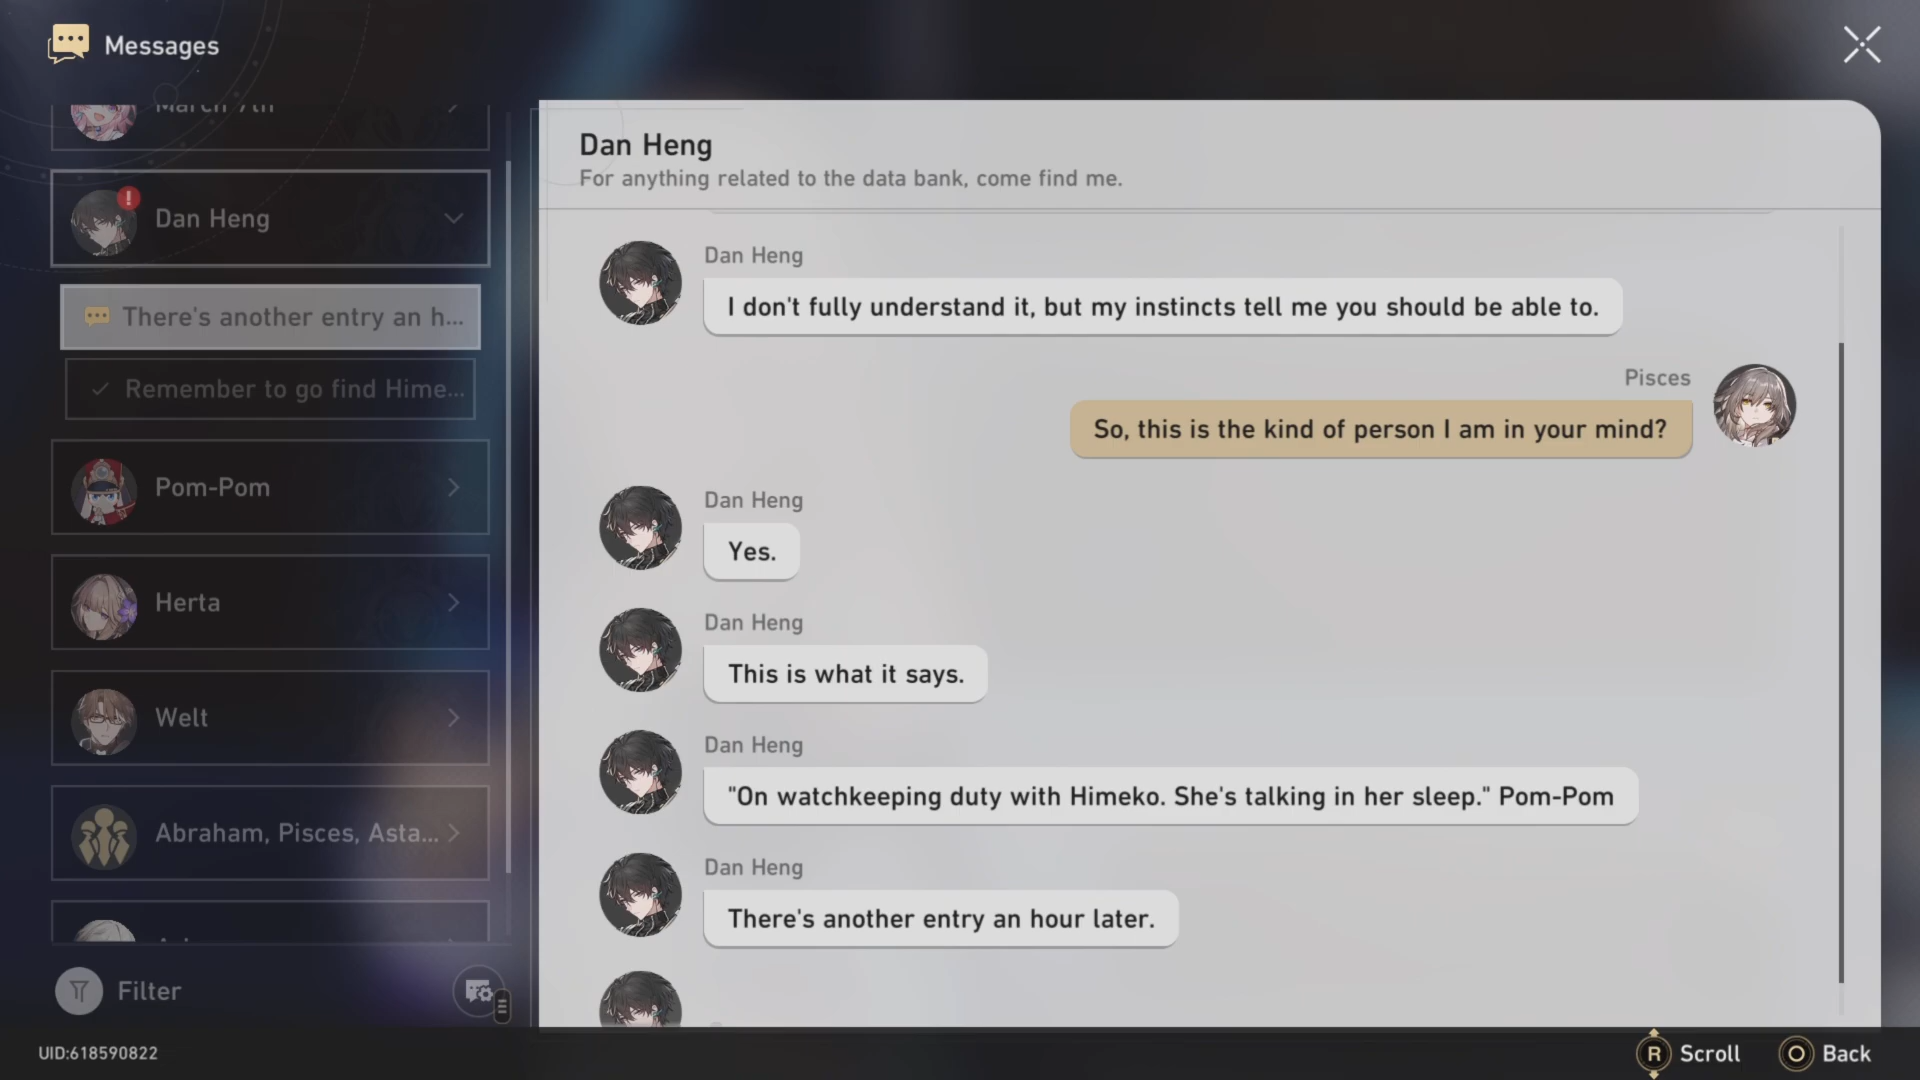 Messages
March 7th
Dan Heng
There's another entry an h...
Remember to go find Hime...
Pom-Pom
Herta
Welt
Abraham, Pisces, Asta...
Filter
UID:618590822
Dan Heng
For anything related to the data bank, come find me.
Dan Heng
I don't fully understand it, but my instincts tell me you should be able to.
Pisces
So, this is the kind of person I am in your mind?
Dan Heng
Yes.
Dan Heng
This is what it says.
Dan Heng
"On watchkeeping duty with Himeko. She's talking in her sleep." Pom-Pom
Dan Heng
There's another entry an hour later.
R Scroll
Back